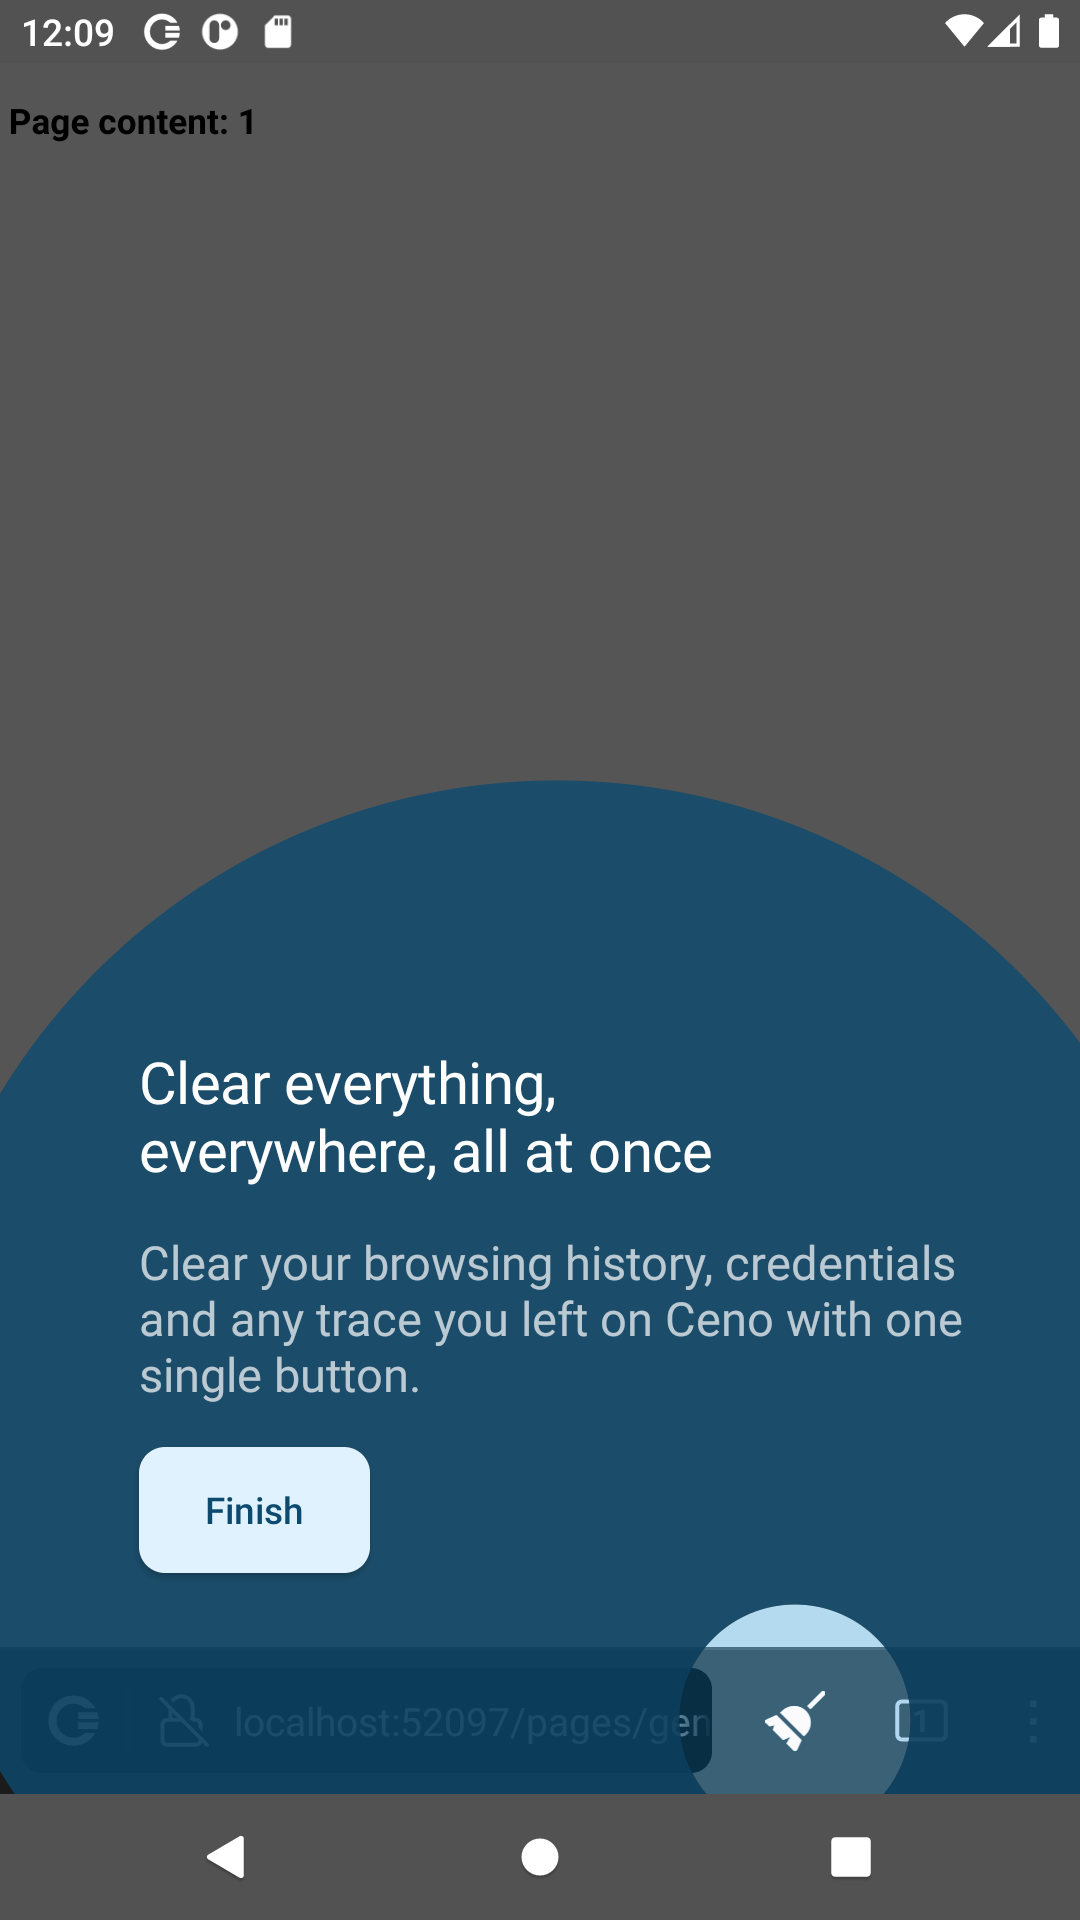 12:09
Page content: 1
Clear everything,
everywhere, all at once
Clear your browsing history, credentials
and any trace you left on Ceno with one
single button.
Finish
localhost:52097/pages/gen
1